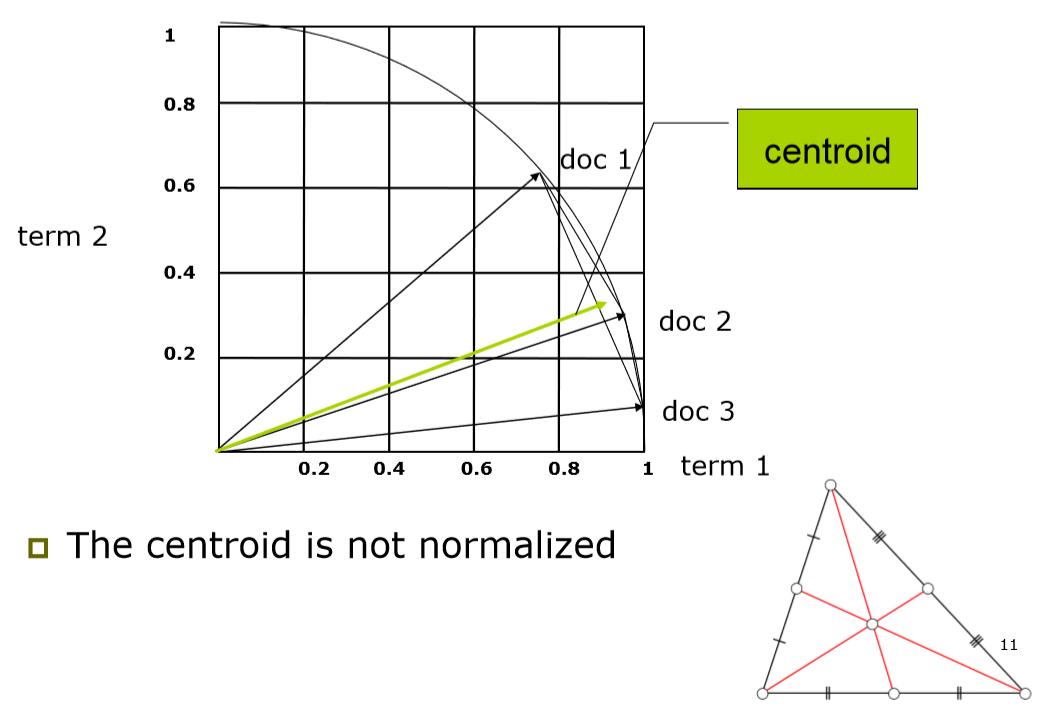 1
0.8
doc 1
centroid
0.6
term 2
0.4
doc 2
0.2
doc 3
0.2 0.4 0.6 0.8 1 term 1
The centroid is not normalized
11